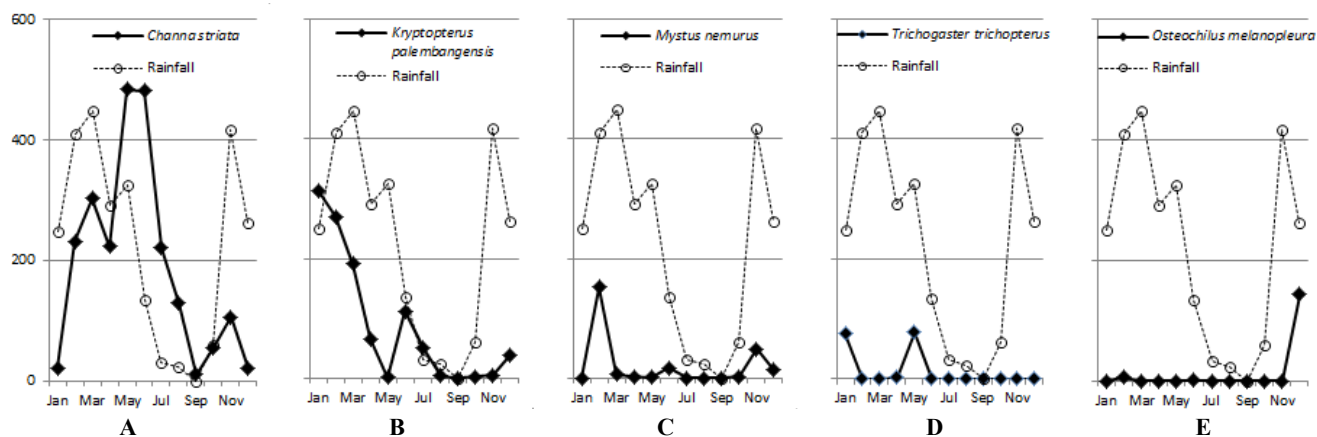 600
400
200
0
Channa striata
Rainfall
Jan Mar May Jul Sep Nov
A
Kryptopterus
palembangensis
Rainfall
Jan Mar May Jul Sep Nov
B
Mystus nemurus
Rainfall
Jan Mar May Jul Sep Nov
C
Trichogaster trichopterus
Rainfall
Jan Mar May Jul Sep Nov
D
Osteochilus melanopleura
Rainfall
Jan Mar May Jul Sep Nov
E